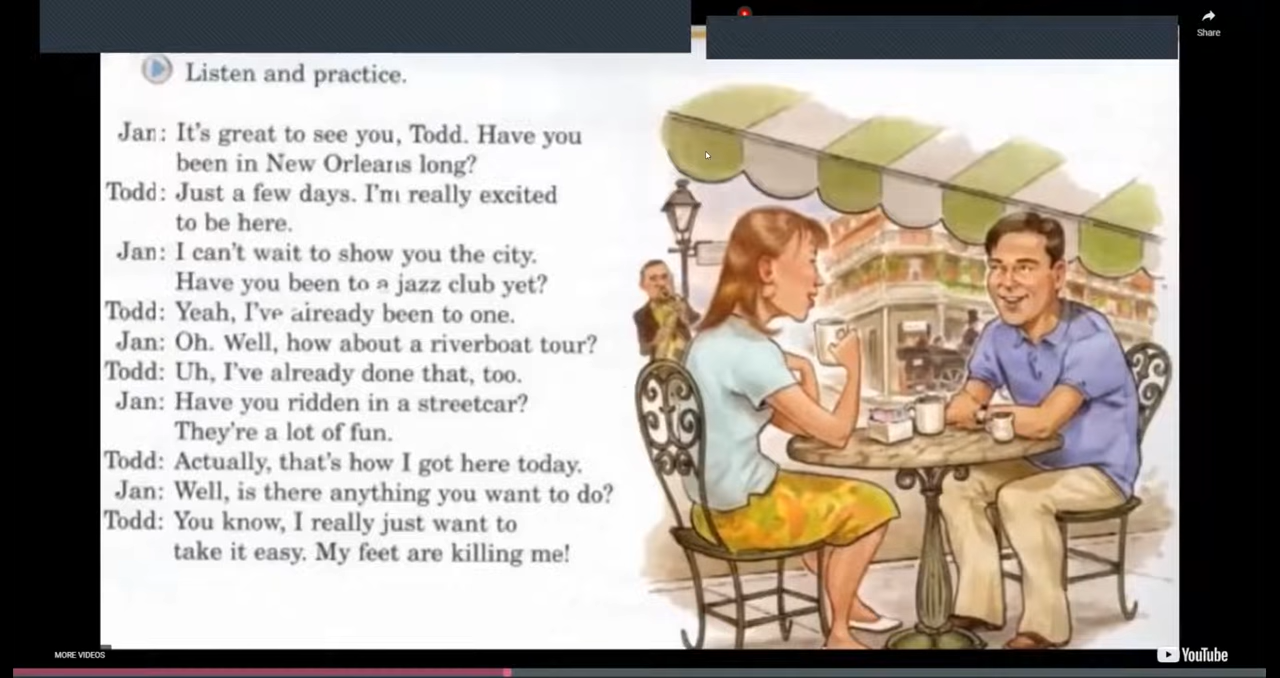 Share
Listen and practice.
Jan: It's great to see you, Todd. Have you
been in New Orleans long?
Todd: Just a few days. I'm really excited
to be here.
Jan: I can't wait to show you the city.
Have you been to a jazz club yet?
Todd: Yeah, I've already been to one.
Jan: Oh. Well, how about a riverboat tour?
Todd: Uh, I've already done that, too.
Jan: Have you ridden in a streetcar?
They're a lot of fun.
Todd: Actually, that's how I got here today.
Jan: Well, is there anything you want to do?
Todd: You know, I really just want to
take it easy. My feet are killing me!
MORE VIDEOS
YouTube